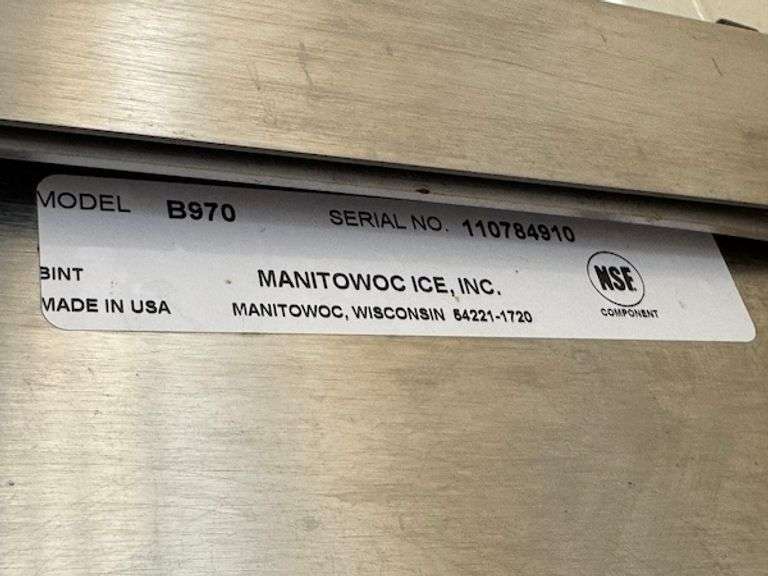 MODEL B970 SERIAL NO. 110784910
BINT MANITOWOC ICE, INC.
MADE IN USA MANITOWOC, WISCONSIN 54221-1720
NSF.
COMPONENT